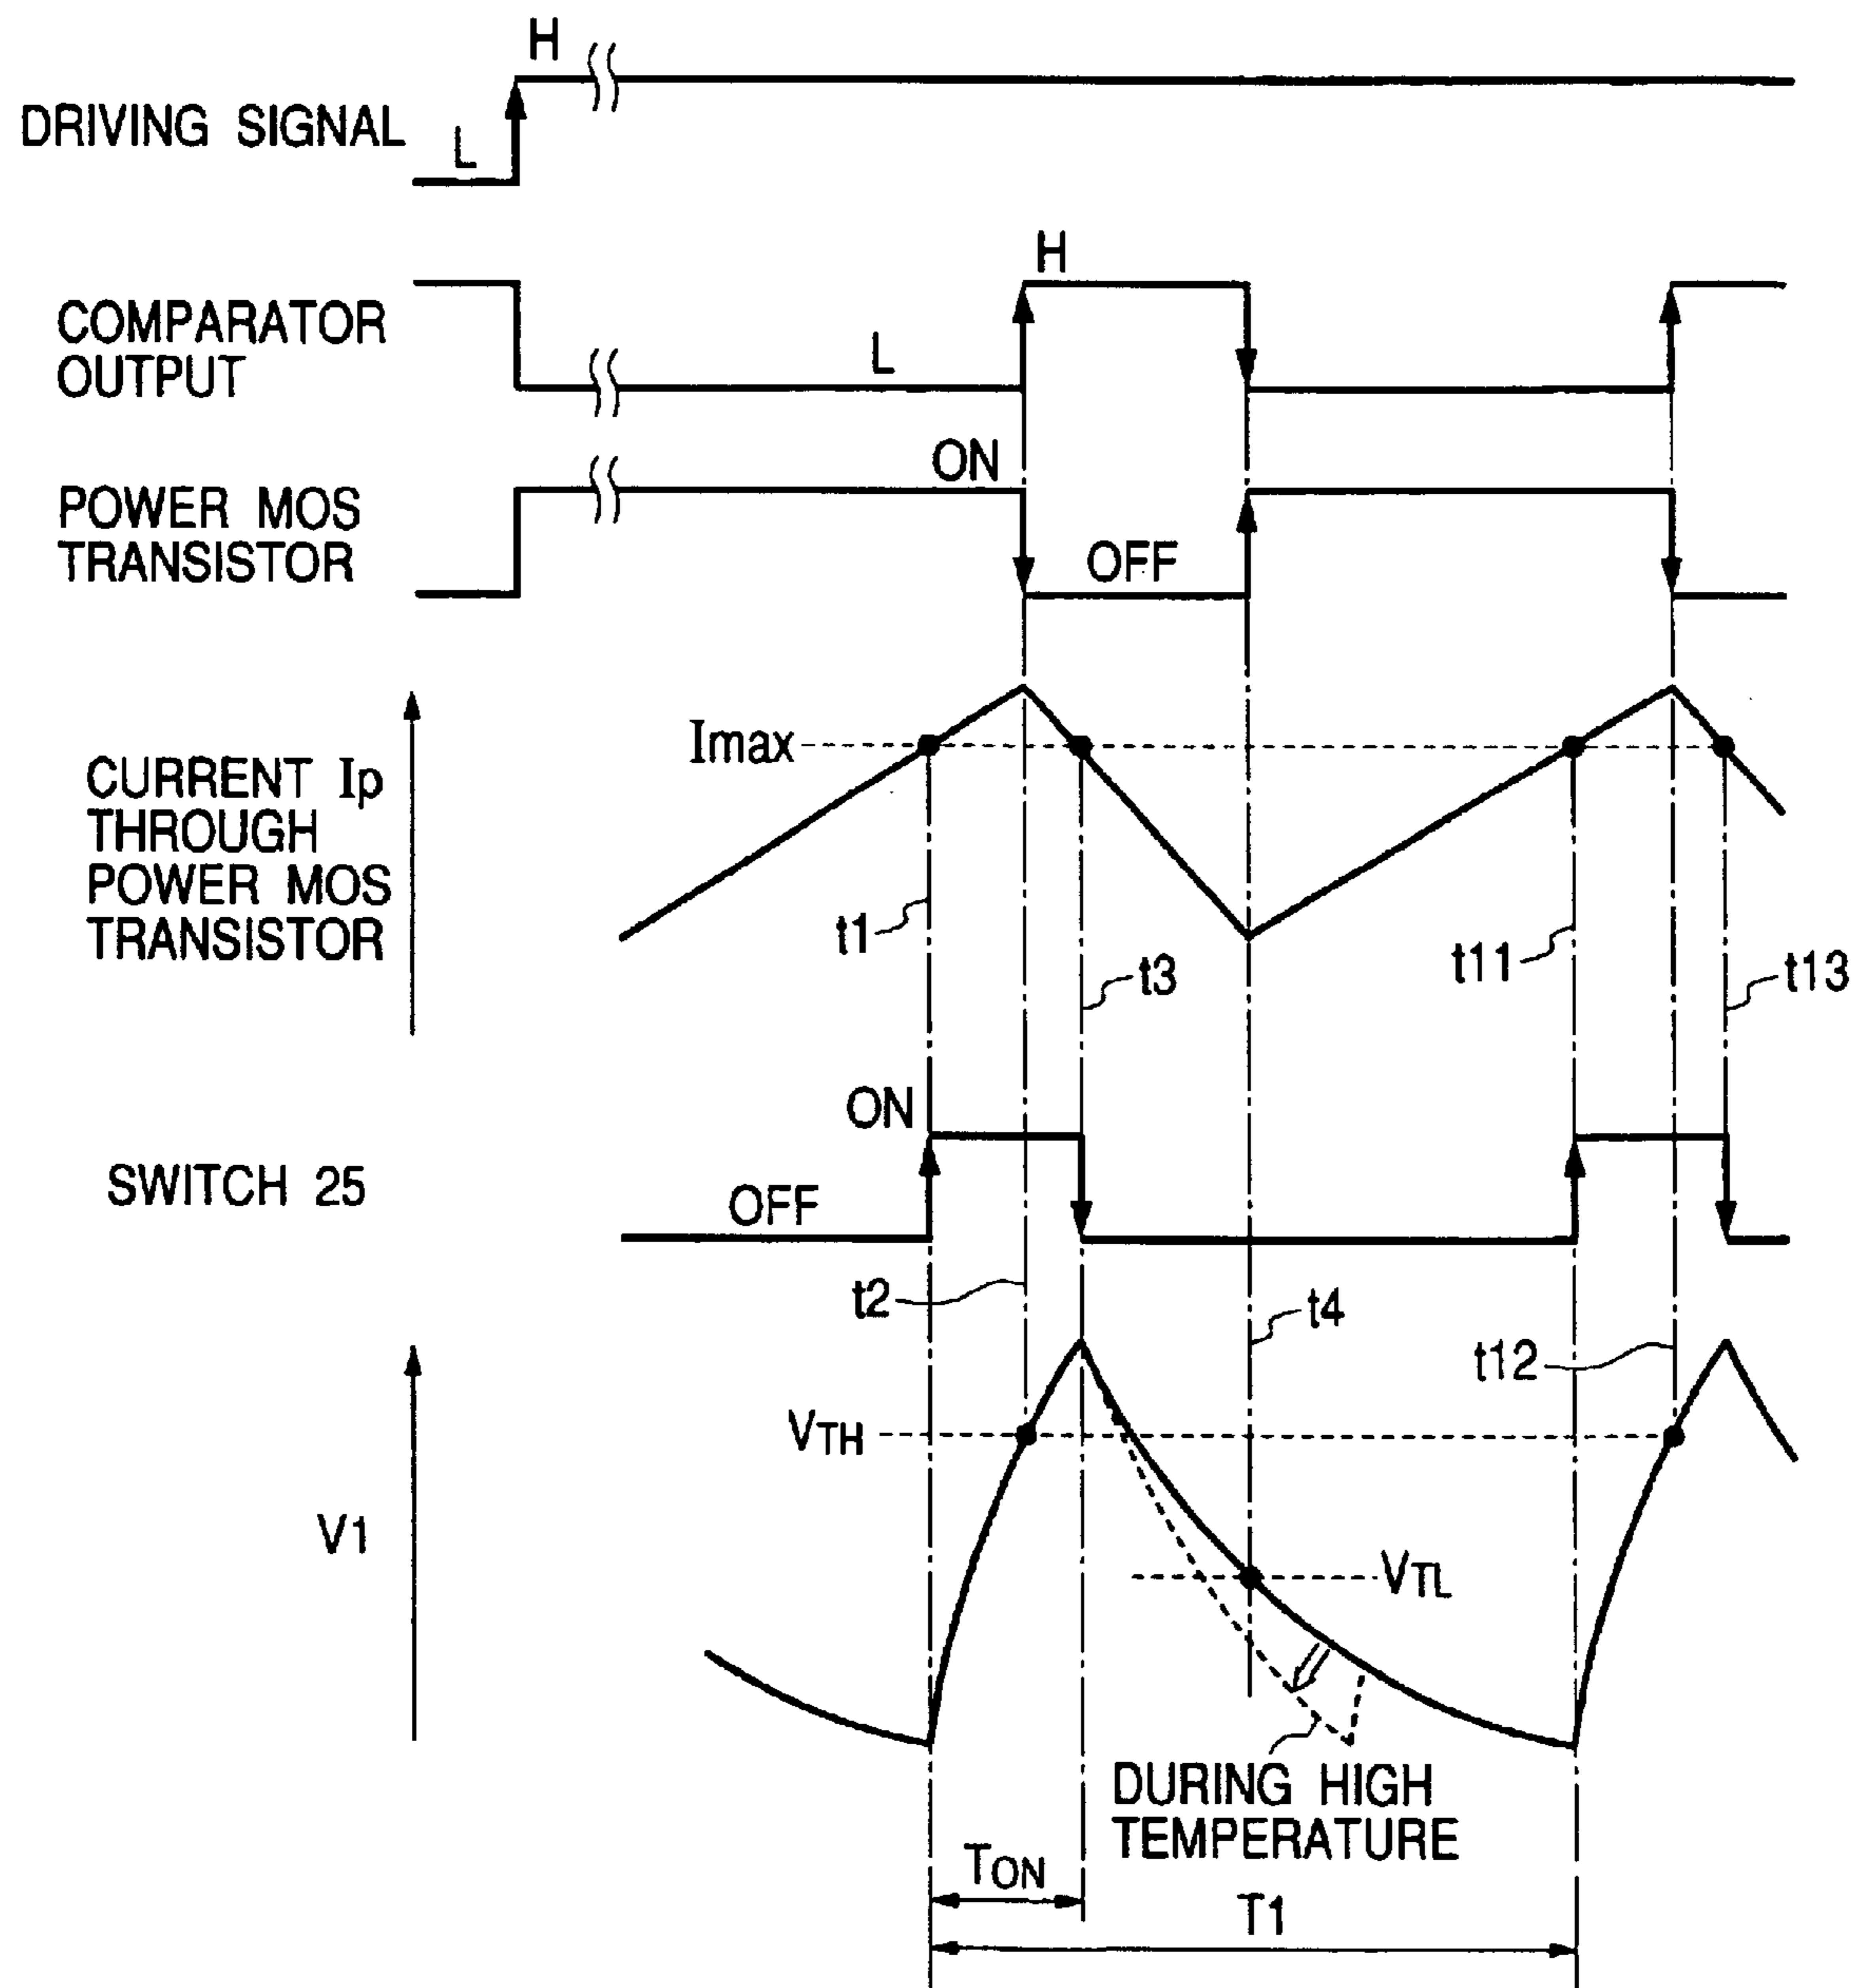 H
DRIVING SIGNAL
L
H
COMPARATOR
OUTPUT
L
ON
POWER MOS
TRANSISTOR
OFF
Imax
CURRENT Ip
THROUGH
POWER MOS
TRANSISTOR
t1
t3
t11
t13
ON
SWITCH 25
OFF
t2
t4
t12
VTH
V1
VTL
DURING HIGH
TEMPERATURE
TON
T1